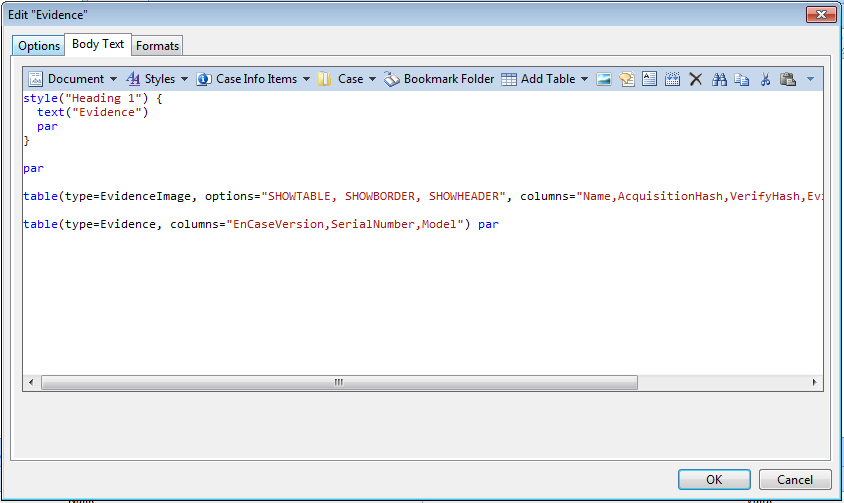 Edit "Evidence"
Options Body Text Formats
Document Styles Case Info Items Case Bookmark Folder Add Table
style("Heading 1") {
text("Evidence")
par
}
par
table(type=EvidenceImage, options="SHOWTABLE, SHOWBORDER, SHOWHEADER", columns="Name,AcquisitionHash,VerifyHash,Evi
table(type=Evidence, columns="EnCaseVersion,SerialNumber,Model") par
OK Cancel